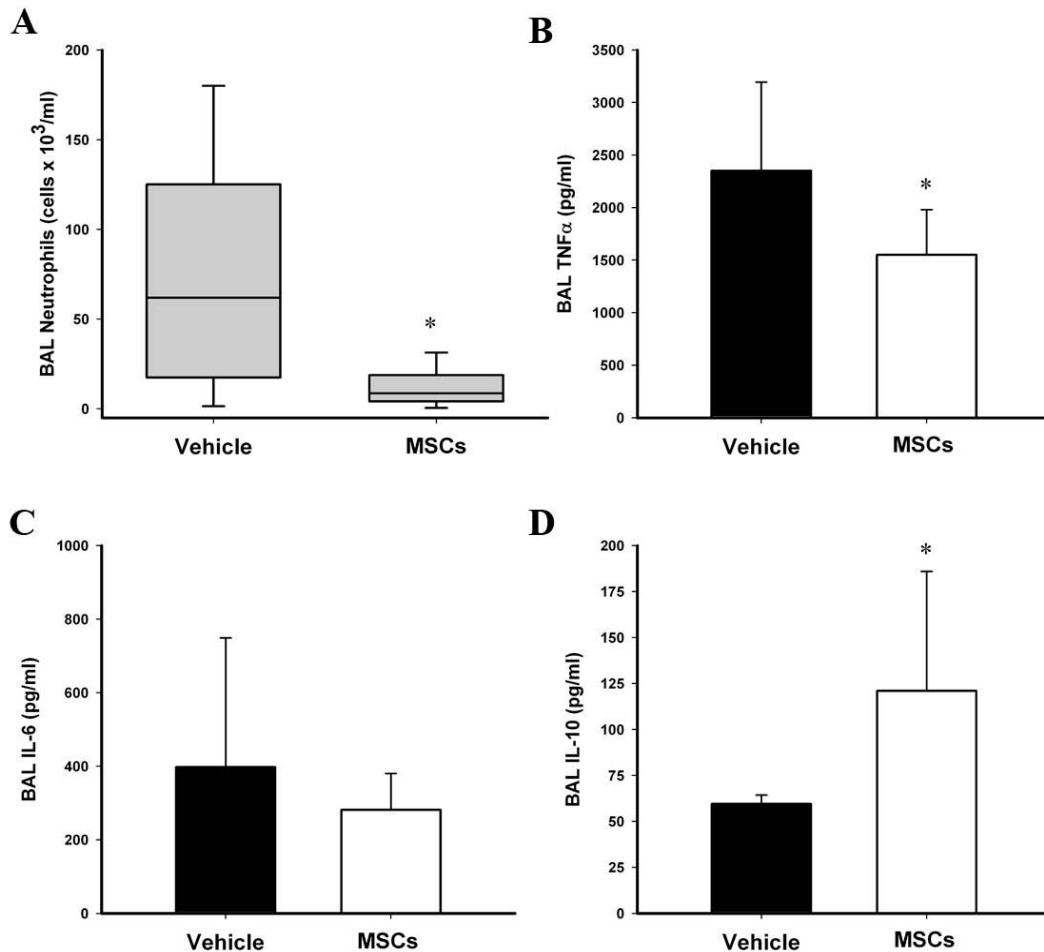 A
BAL Neutrophils (cells x 10³/ml)
200
150
100
50
0
*
Vehicle MSCs
B
BAL TNFα (pg/ml)
3500
3000
2500
2000
1500
1000
500
0
*
Vehicle MSCs
C
BAL IL-6 (pg/ml)
1000
800
600
400
200
0
Vehicle MSCs
D
BAL IL-10 (pg/ml)
200
175
150
125
100
75
50
25
0
*
Vehicle MSCs